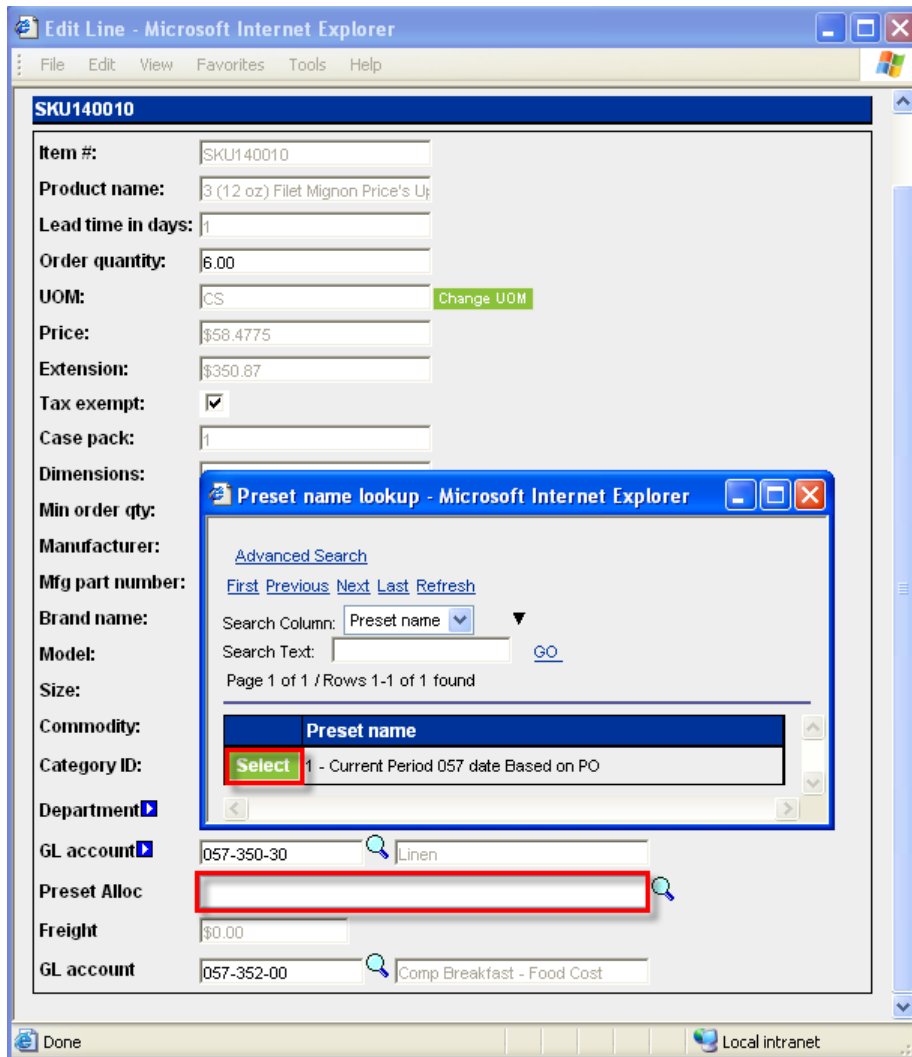 Edit Line - Microsoft Internet Explorer
File Edit View Favorites Tools Help
SKU140010
Item #: SKU140010
Product name: 3 (12 oz) Filet Mignon Price's Up
Lead time in days: 1
Order quantity: 6.00
UOM: CS Change UOM
Price: $58.4775
Extension: $350.87
Tax exempt:
Case pack: 1
Dimensions:
Preset name lookup - Microsoft Internet Explorer
Min order qty:
Manufacturer:
Advanced Search
Mfg part number:
First Previous Next Last Refresh
Brand name:
Search Column: Preset name
Model:
Search Text: GO
Size:
Page 1 of 1 / Rows 1-1 of 1 found
Commodity:
Preset name
Category ID:
Select 1 - Current Period 057 date Based on PO
Department
GL account 057-350-30 Linen
Preset Alloc
Freight $0.00
GL account 057-352-00 Comp Breakfast - Food Cost
Done Local intranet